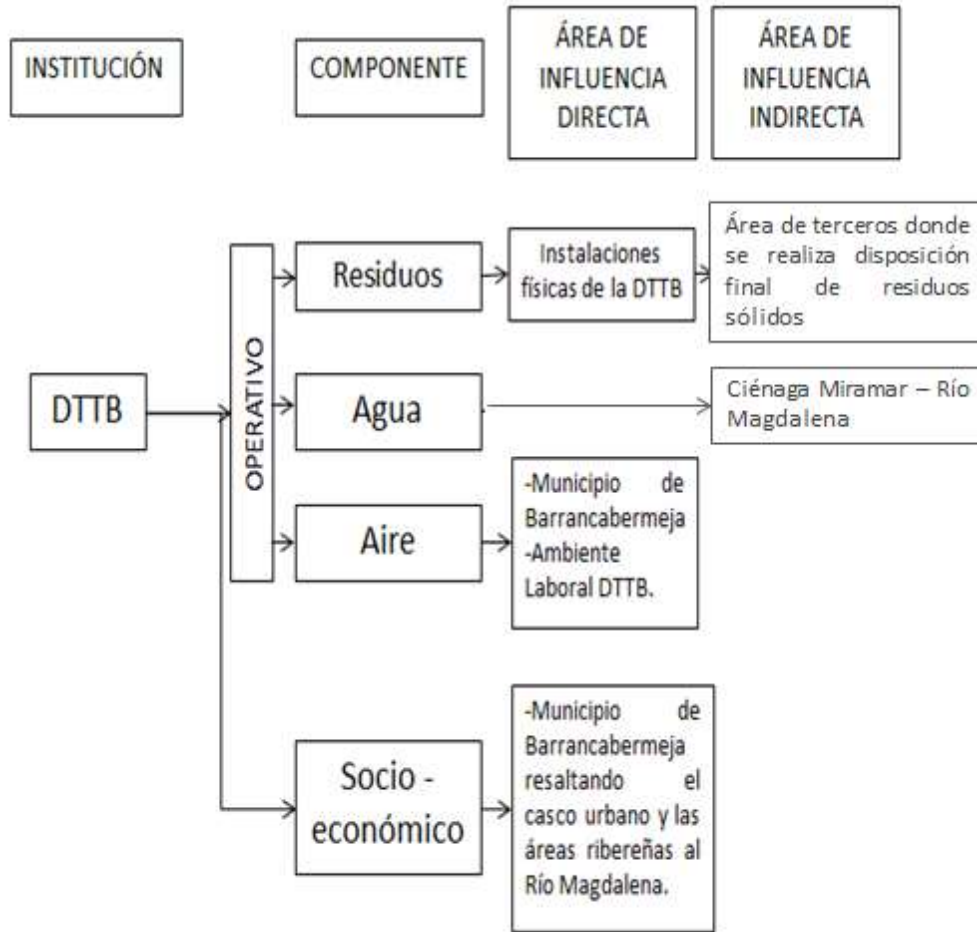 INSTITUCIÓN
COMPONENTE
ÁREA DE
INFLUENCIA
DIRECTA
ÁREA DE
INFLUENCIA
INDIRECTA
DTTB
OPERATIVO
Residuos
Instalaciones
físicas de la DTTB
Área de terceros donde
se realiza disposición
final de residuos
sólidos
Agua
Ciénaga Miramar – Río
Magdalena
Aire
-Municipio de
Barrancabermeja
-Ambiente
Laboral DTTB.
Socio -
económico
-Municipio de
Barrancabermeja
resaltando el
casco urbano y las
áreas ribereñas al
Río Magdalena.